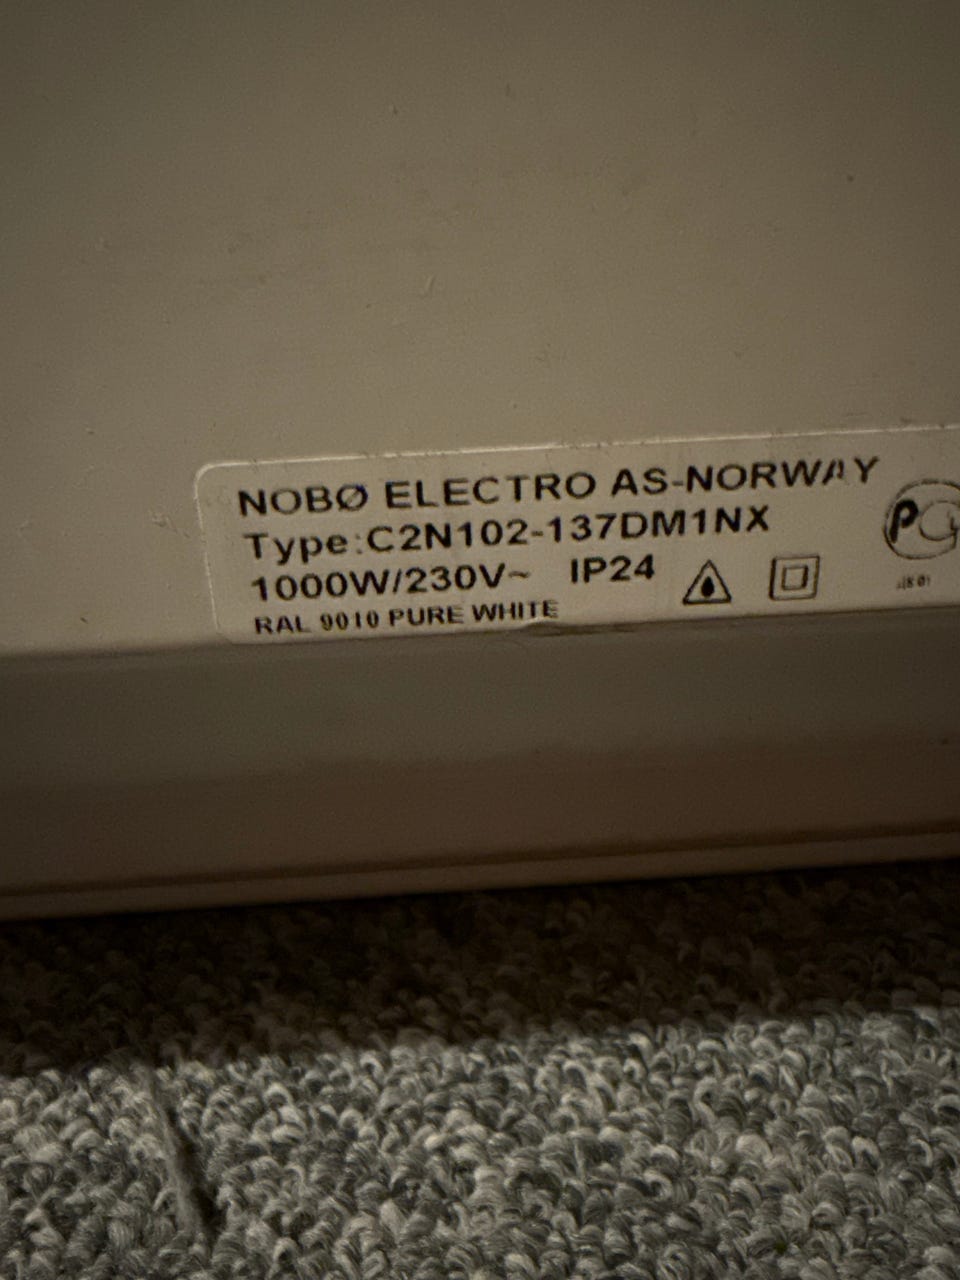 NOBØ ELECTRO AS-NORWAY
Type:C2N102-137DM1NX
1000W/230V~ IP24
RAL 9010 PURE WHITE